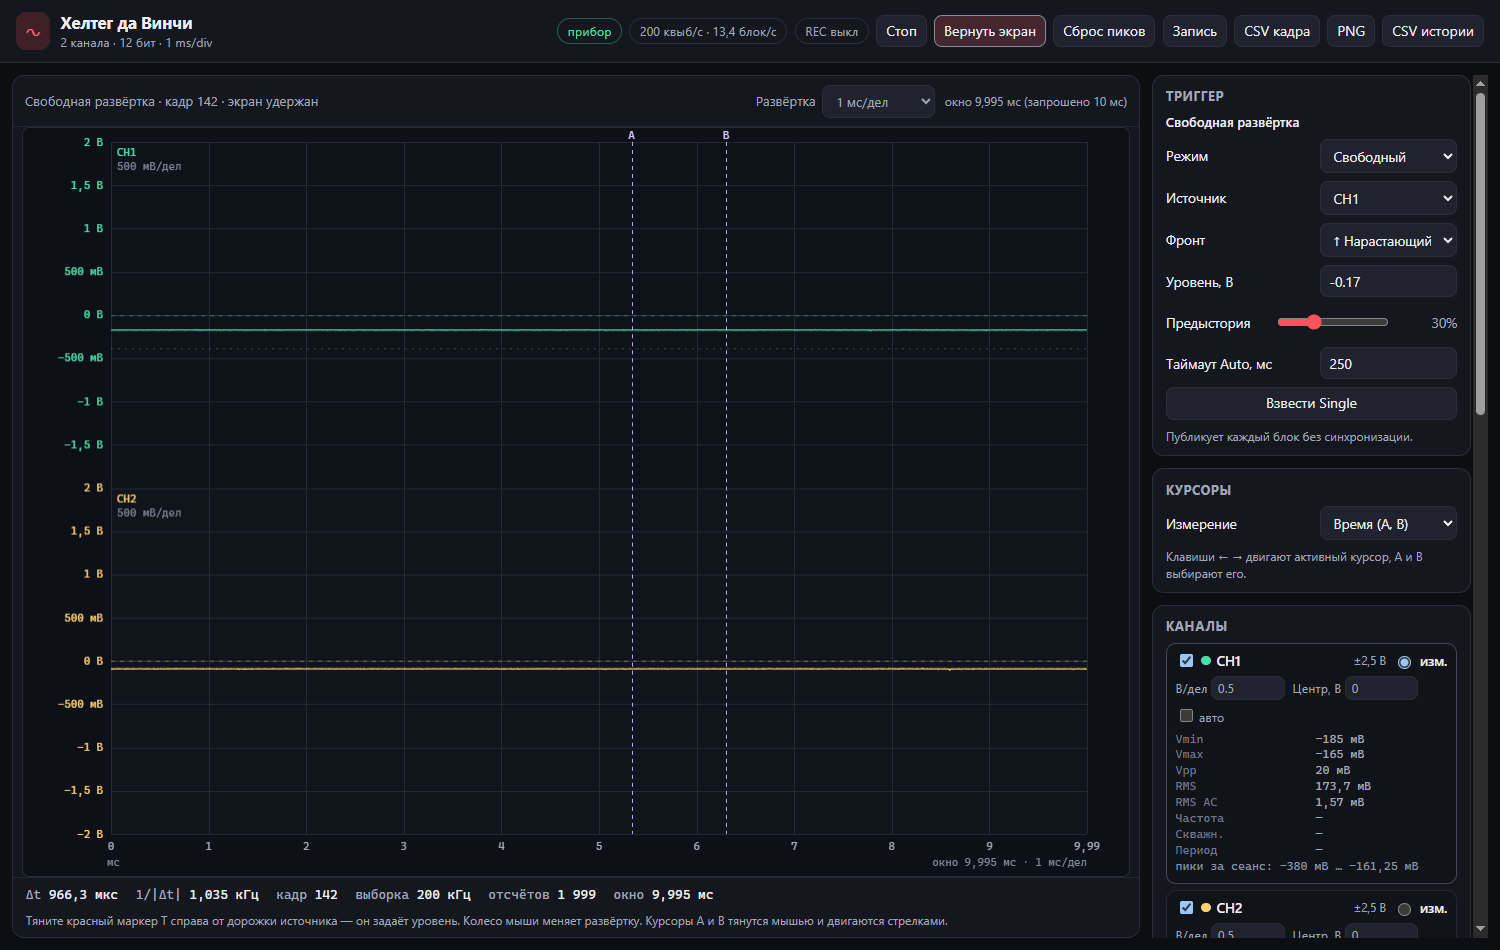 Хелтег да Винчи
2 канала · 12 бит · 1 ms/div
прибор
200 квыб/с · 13,4 блок/с
REC выкл
Стоп
Вернуть экран
Сброс пиков
Запись
CSV кадра
PNG
CSV истории
Свободная развёртка · кадр 142 · экран удержан
Развёртка
1 мс/дел
окно 9,995 мс (запрошено 10 мс)
A
B
2 В
CH1
500 мВ/дел
1,5 В
1 В
500 мВ
0 В
−500 мВ
−1 В
−1,5 В
2 В
CH2
500 мВ/дел
1,5 В
1 В
500 мВ
0 В
−500 мВ
−1 В
−1,5 В
−2 В
0 1 2 3 4 5 6 7 8 9 9,99
мс
окно 9,995 мс · 1 мс/дел
Δt 966,3 мкс 1/|Δt| 1,035 кГц кадр 142 выборка 200 кГц отсчётов 1 999 окно 9,995 мс
Тяните красный маркер T справа от дорожки источника — он задаёт уровень. Колесо мыши меняет развёртку. Курсоры A и B тянутся мышью и двигаются стрелками.
ТРИГГЕР
Свободная развёртка
Режим
Свободный
Источник
CH1
Фронт
↑ Нарастающий
Уровень, В
-0.17
Предыстория
30%
Таймаут Auto, мс
250
Взвести Single
Публикует каждый блок без синхронизации.
КУРСОРЫ
Измерение
Время (A, B)
Клавиши ← → двигают активный курсор, A и B
выбирают его.
КАНАЛЫ
CH1
±2,5 В
изм.
В/дел 0.5 Центр, В 0
авто
Vmin −185 мВ
Vmax −165 мВ
Vpp 20 мВ
RMS 173,7 мВ
RMS AC 1,57 мВ
Частота —
Скважн. —
Период —
пики за сеанс: −380 мВ … −161,25 мВ
CH2
±2,5 В
изм.
В/дел 0.5 Центр, В 0